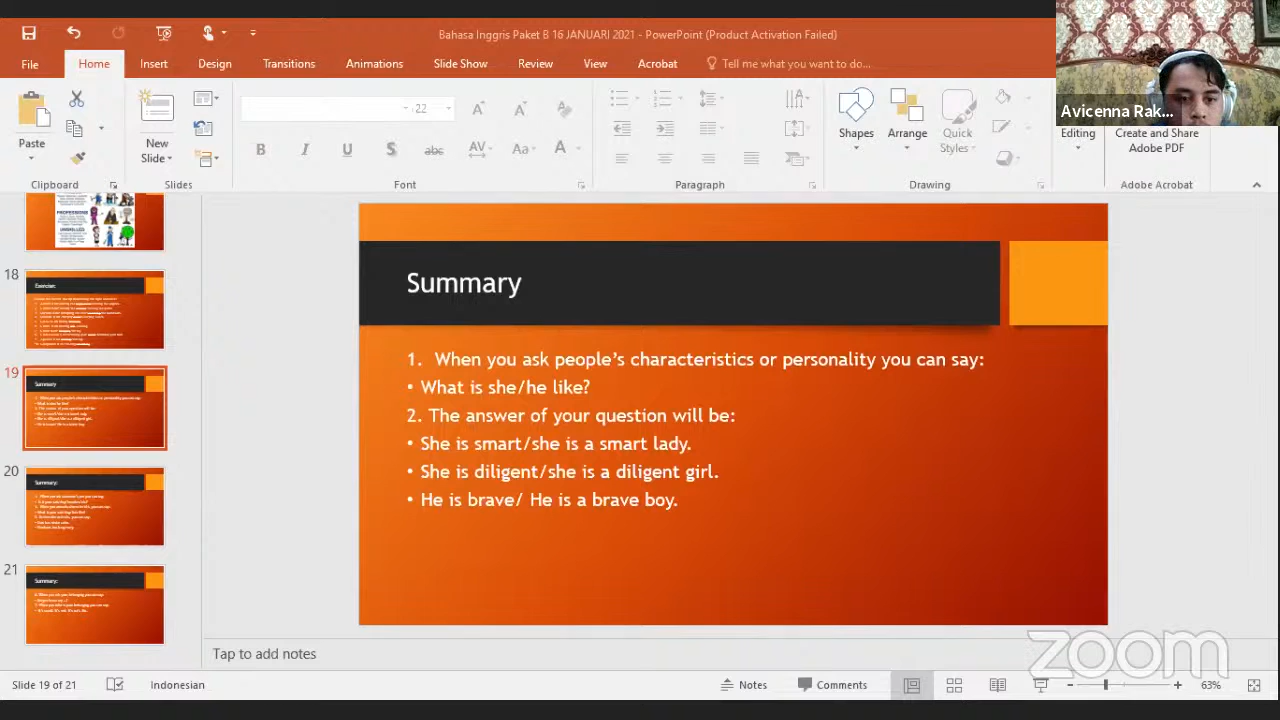 Bahasa Inggris Paket B 16 JANUARI 2021 - PowerPoint (Product Activation Failed)
File Home Insert Design Transitions Animations Slide Show Review View Acrobat Tell me what you want to do...
Avicenna Rak...
22
Paste
New
Slide
Shapes
Arrange
Quick
Styles
Editing
Create and Share
Adobe PDF
Clipboard Slides Font Paragraph Drawing Adobe Acrobat
18
Exercise:
19
Summary
20
Summary:
21
Summary:
Summary
1. When you ask people's characteristics or personality you can say:
• What is she/he like?
2. The answer of your question will be:
• She is smart/she is a smart lady.
• She is diligent/she is a diligent girl.
• He is brave/ He is a brave boy.
Tap to add notes
zoom
Slide 19 of 21 Indonesian Notes Comments 63%